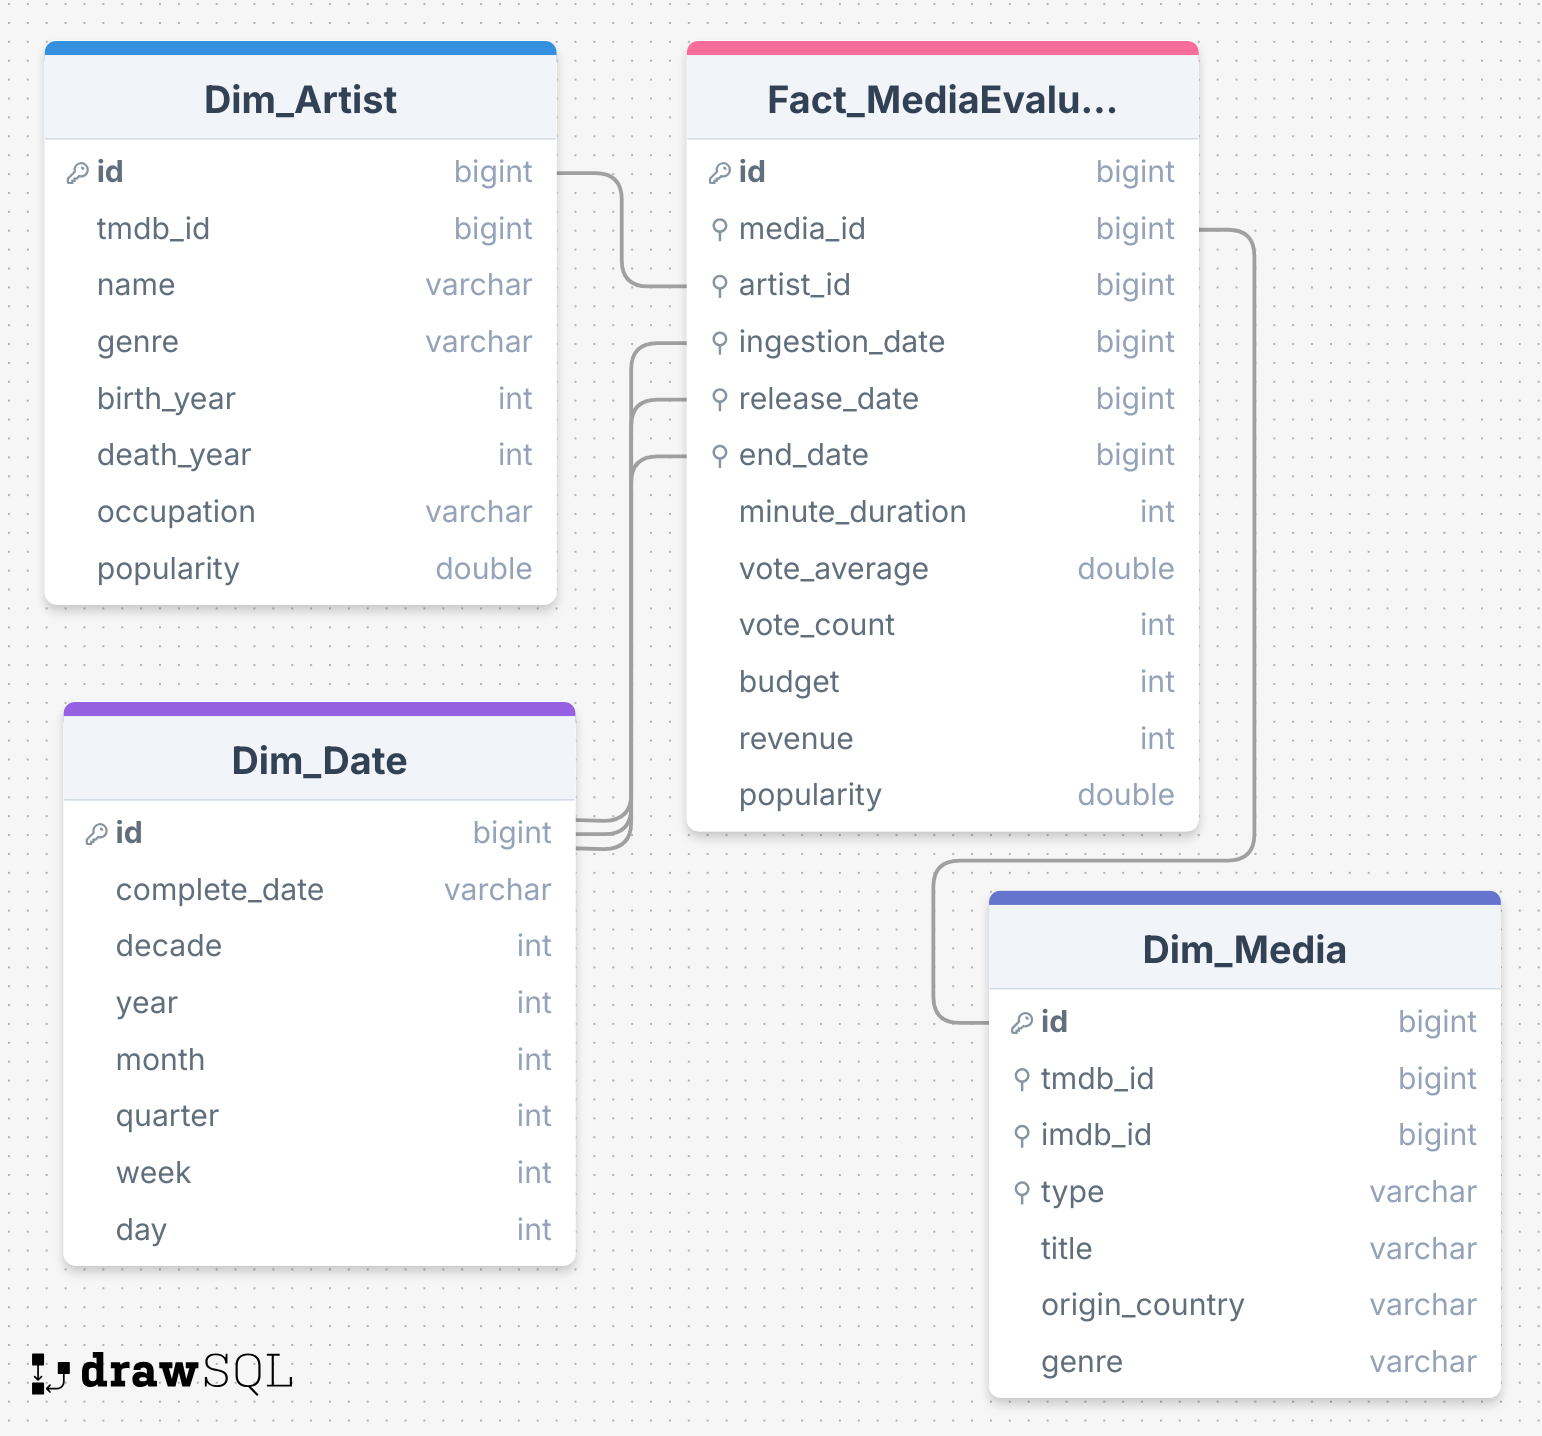 Dim_Artist
id bigint
tmdb_id bigint
name varchar
genre varchar
birth_year int
death_year int
occupation varchar
popularity double
Fact_MediaEvalu...
id bigint
media_id bigint
artist_id bigint
ingestion_date bigint
release_date bigint
end_date bigint
minute_duration int
vote_average double
vote_count int
budget int
revenue int
popularity double
Dim_Date
id bigint
complete_date varchar
decade int
year int
month int
quarter int
week int
day int
Dim_Media
id bigint
tmdb_id bigint
imdb_id bigint
type varchar
title varchar
origin_country varchar
genre varchar
drawSQL